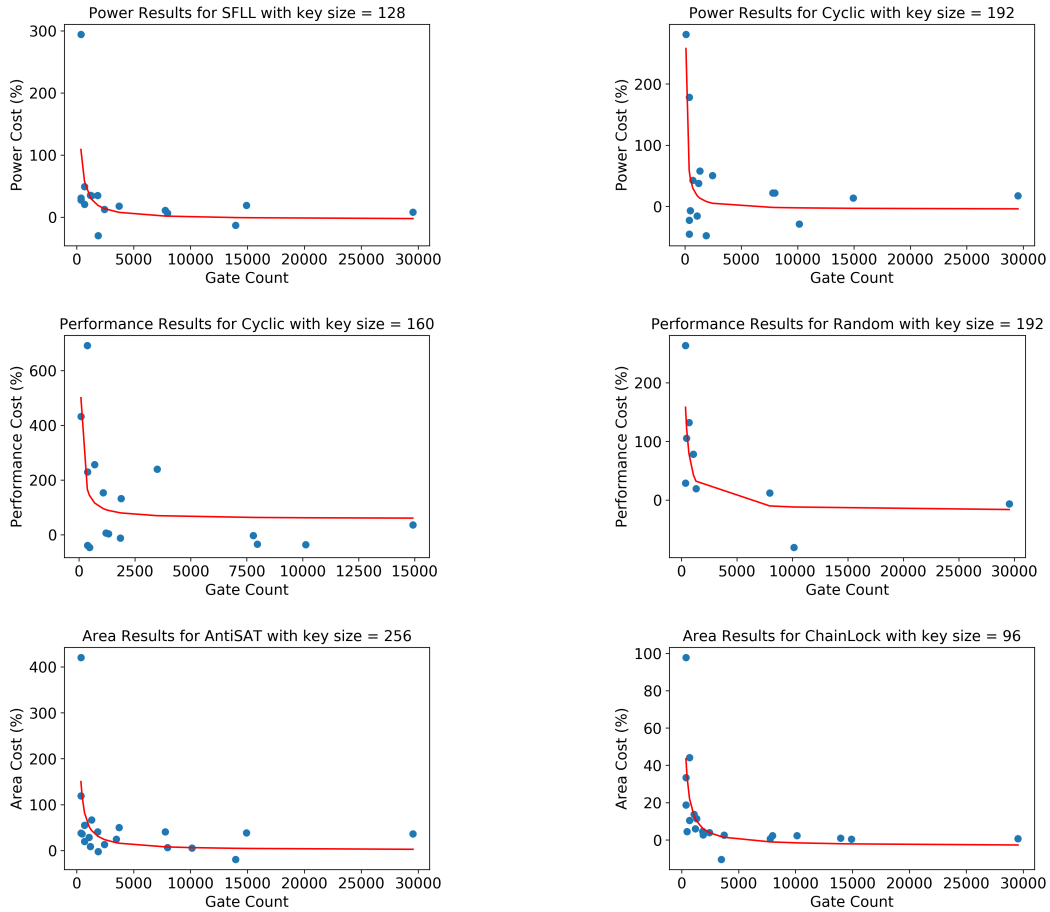 Power Results for SFLL with key size = 128
300
200
100
0
Power Cost (%)
0 5000 10000 15000 20000 25000 30000
Gate Count
Power Results for Cyclic with key size = 192
200
100
0
Power Cost (%)
0 5000 10000 15000 20000 25000 30000
Gate Count
Performance Results for Cyclic with key size = 160
600
400
200
0
Performance Cost (%)
0 2500 5000 7500 10000 12500 15000
Gate Count
Performance Results for Random with key size = 192
200
100
0
Performance Cost (%)
0 5000 10000 15000 20000 25000 30000
Gate Count
Area Results for AntiSAT with key size = 256
400
300
200
100
0
Area Cost (%)
0 5000 10000 15000 20000 25000 30000
Gate Count
Area Results for ChainLock with key size = 96
100
80
60
40
20
0
Area Cost (%)
0 5000 10000 15000 20000 25000 30000
Gate Count